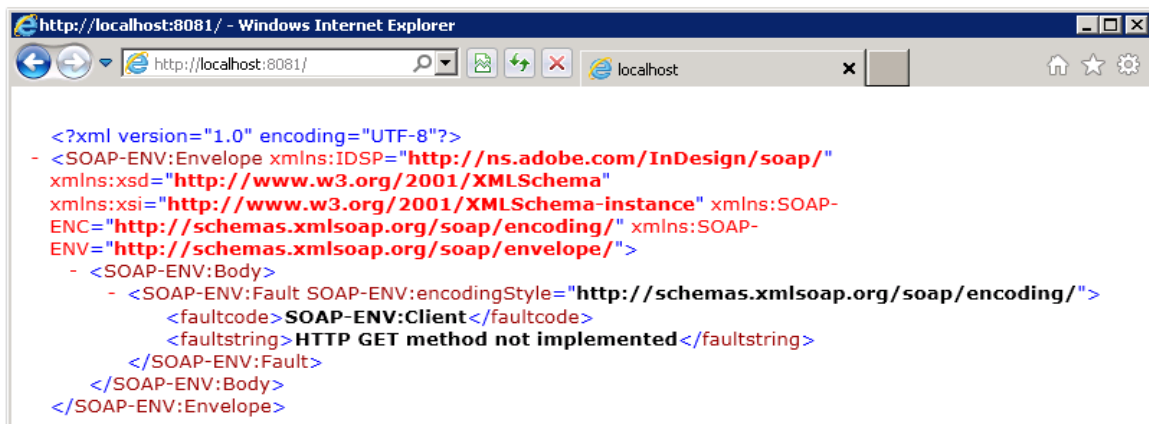 http://localhost:8081/ - Windows Internet Explorer
http://localhost:8081/
localhost
<?xml version="1.0" encoding="UTF-8"?>
- <SOAP-ENV:Envelope xmlns:IDSP="http://ns.adobe.com/InDesign/soap/"
xmlns:xsd="http://www.w3.org/2001/XMLSchema"
xmlns:xsi="http://www.w3.org/2001/XMLSchema-instance" xmlns:SOAP-
ENC="http://schemas.xmlsoap.org/soap/encoding/" xmlns:SOAP-
ENV="http://schemas.xmlsoap.org/soap/envelope/">
- <SOAP-ENV:Body>
- <SOAP-ENV:Fault SOAP-ENV:encodingStyle="http://schemas.xmlsoap.org/soap/encoding/">
<faultcode>SOAP-ENV:Client</faultcode>
<faultstring>HTTP GET method not implemented</faultstring>
</SOAP-ENV:Fault>
</SOAP-ENV:Body>
</SOAP-ENV:Envelope>